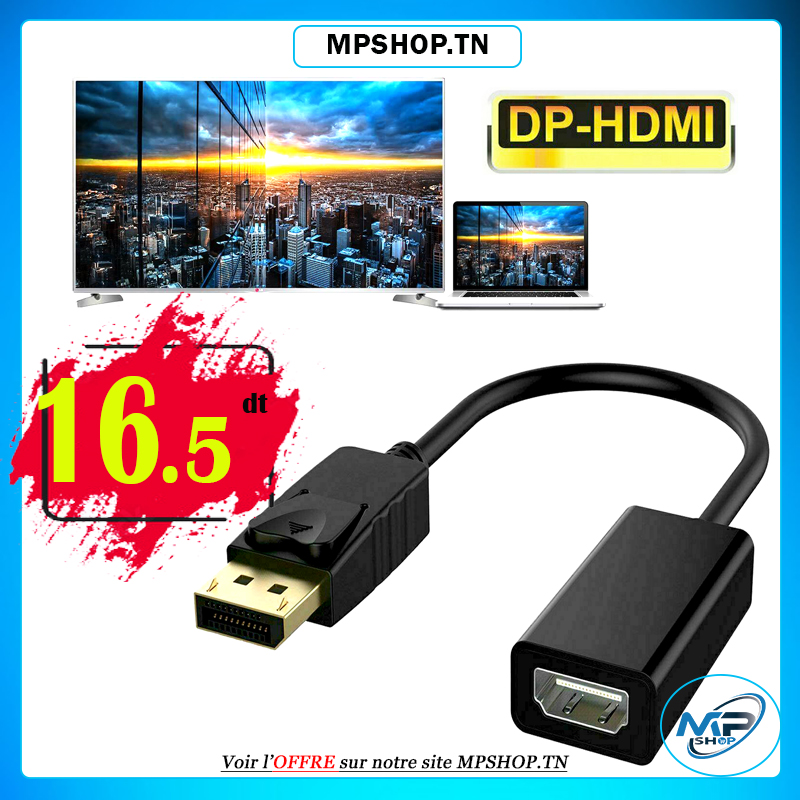 MPSHOP.TN
DP-HDMI
16.5 dt
MP
SHOP
Voir l'OFFRE sur notre site MPSHOP.TN